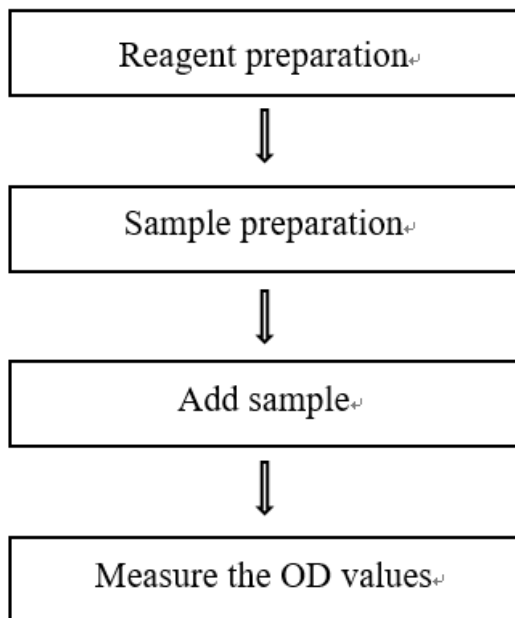 Reagent preparation
Sample preparation
Add sample
Measure the OD values